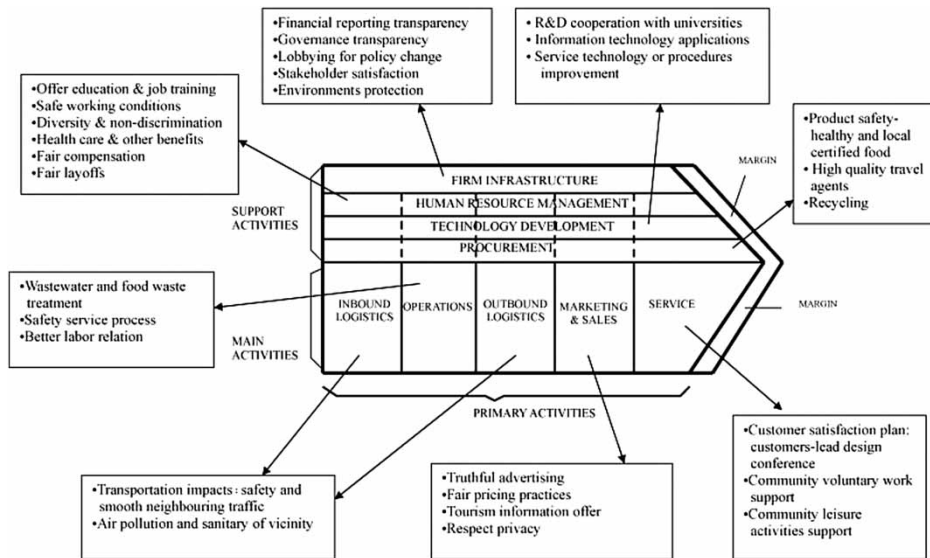 •Financial reporting transparency
•Governance transparency
•Lobbying for policy change
•Stakeholder satisfaction
•Environments protection
•R&D cooperation with universities
•Information technology applications
•Service technology or procedures
improvement
•Offer education & job training
•Safe working conditions
•Diversity & non-discrimination
•Health care & other benefits
•Fair compensation
•Fair layoffs
•Product safety-
healthy and local
certified food
• High quality travel
agents
•Recycling
MARGIN
FIRM INFRASTRUCTURE
HUMAN RESOURCE MANAGEMENT
TECHNOLOGY DEVELOPMENT
PROCUREMENT
SUPPORT
ACTIVITIES
•Wastewater and food waste
treatment
•Safety service process
•Better labor relation
MAIN
ACTIVITIES
INBOUND
LOGISTICS
OPERATIONS
OUTBOUND
LOGISTICS
MARKETING
& SALES
SERVICE
MARGIN
PRIMARY ACTIVITIES
•Transportation impacts: safety and
smooth neighbouring traffic
•Air pollution and sanitary of vicinity
•Truthful advertising
•Fair pricing practices
•Tourism information offer
•Respect privacy
•Customer satisfaction plan:
customers-lead design
conference
•Community voluntary work
support
•Community leisure
activities support